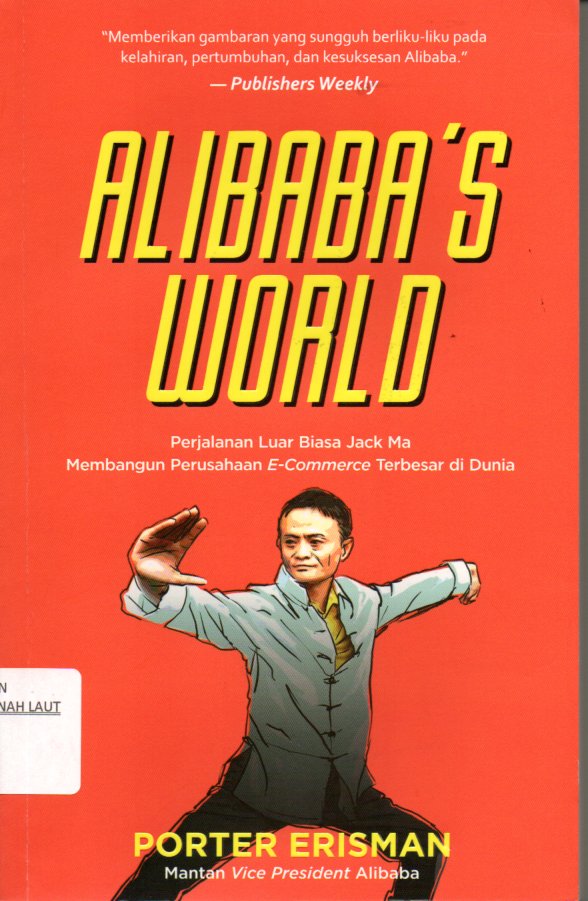 “Memberikan gambaran yang sungguh berliku-liku pada
kelahiran, pertumbuhan, dan kesuksesan Alibaba.”
— Publishers Weekly
ALIBABA’S
WORLD
Perjalanan Luar Biasa Jack Ma
Membangun Perusahaan E-Commerce Terbesar di Dunia
N
NAH LAUT
PORTER ERISMAN
Mantan Vice President Alibaba